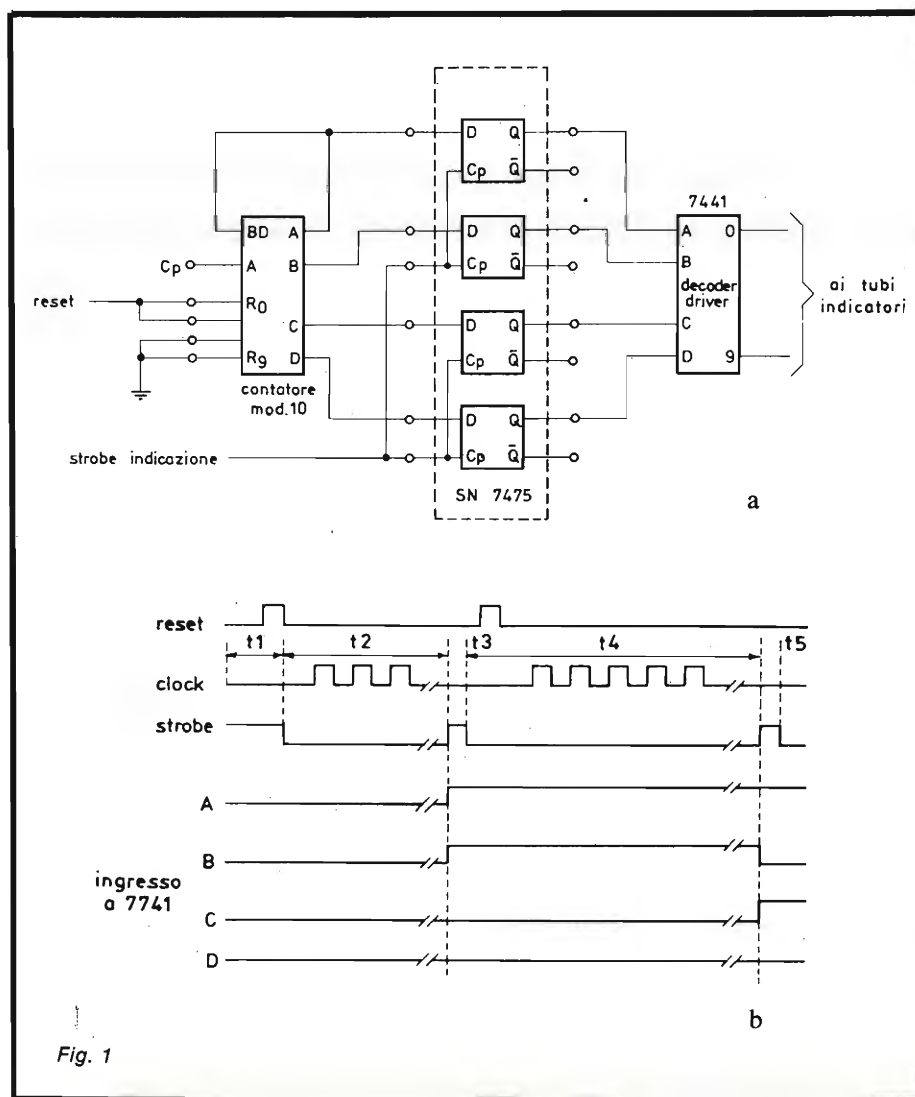 D Q
Cp Q̄
7441
BD A
A 0
Cp
A B
D Q
Cp Q̄
B
decoder
driver
ai tubi
indicatori
reset
R0
C
D Q
Cp Q̄
C
R9 D
D 9
contatore
mod.10
D Q
Cp Q̄
strobe indicazione
SN 7475
a
reset
t1 t2 t3 t4 t5
clock
strobe
A
B
ingresso
a 7741
C
D
b
Fig. 1